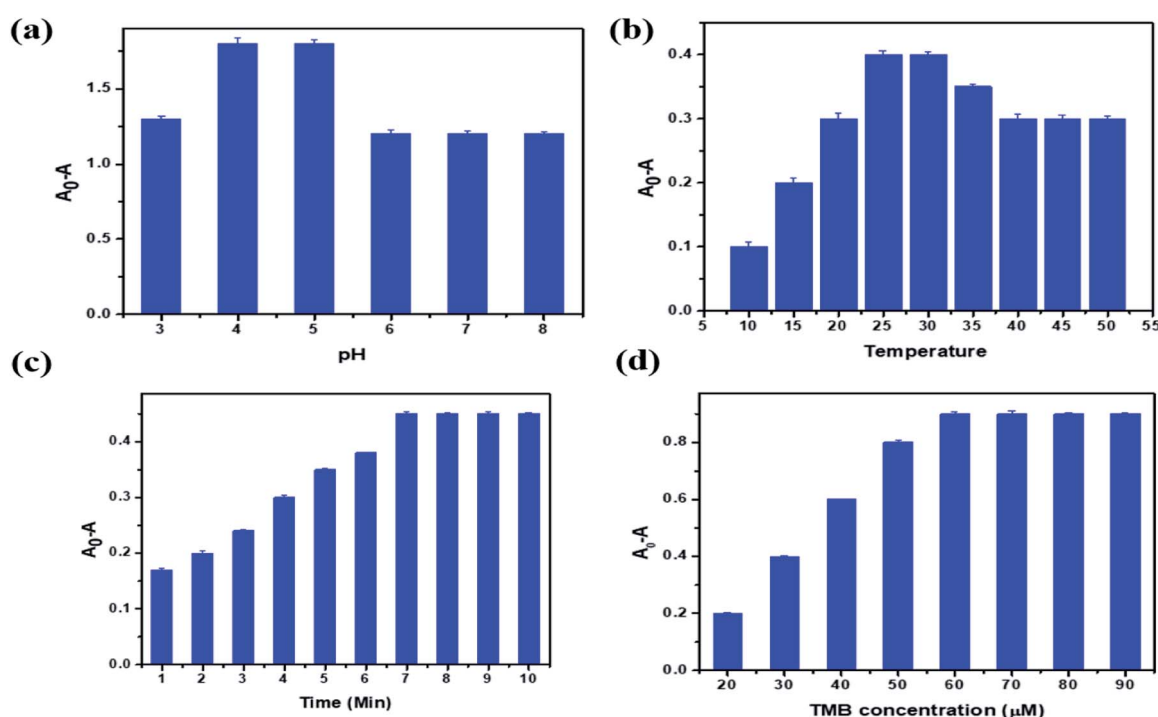 (a)
A₀-A
1.5
1.0
0.5
0.0
3 4 5 6 7 8
pH
(b)
A₀-A
0.4
0.3
0.2
0.1
0.0
5 10 15 20 25 30 35 40 45 50 55
Temperature
(c)
A₀-A
0.4
0.3
0.2
0.1
0.0
1 2 3 4 5 6 7 8 9 10
Time (Min)
(d)
A₀-A
0.8
0.6
0.4
0.2
0.0
20 30 40 50 60 70 80 90
TMB concentration (µM)